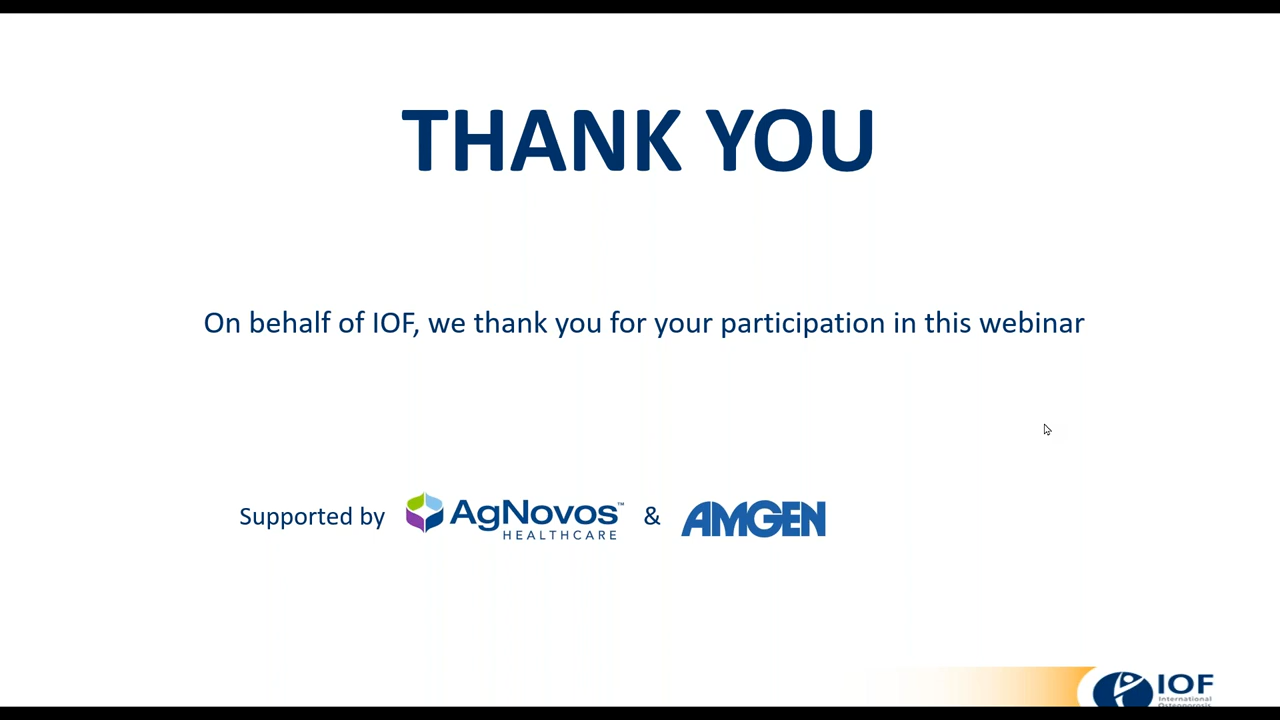 THANK YOU
On behalf of IOF, we thank you for your participation in this webinar
Supported by AgNovos™ & AMGEN
HEALTHCARE
IOF
International
Osteoporosis